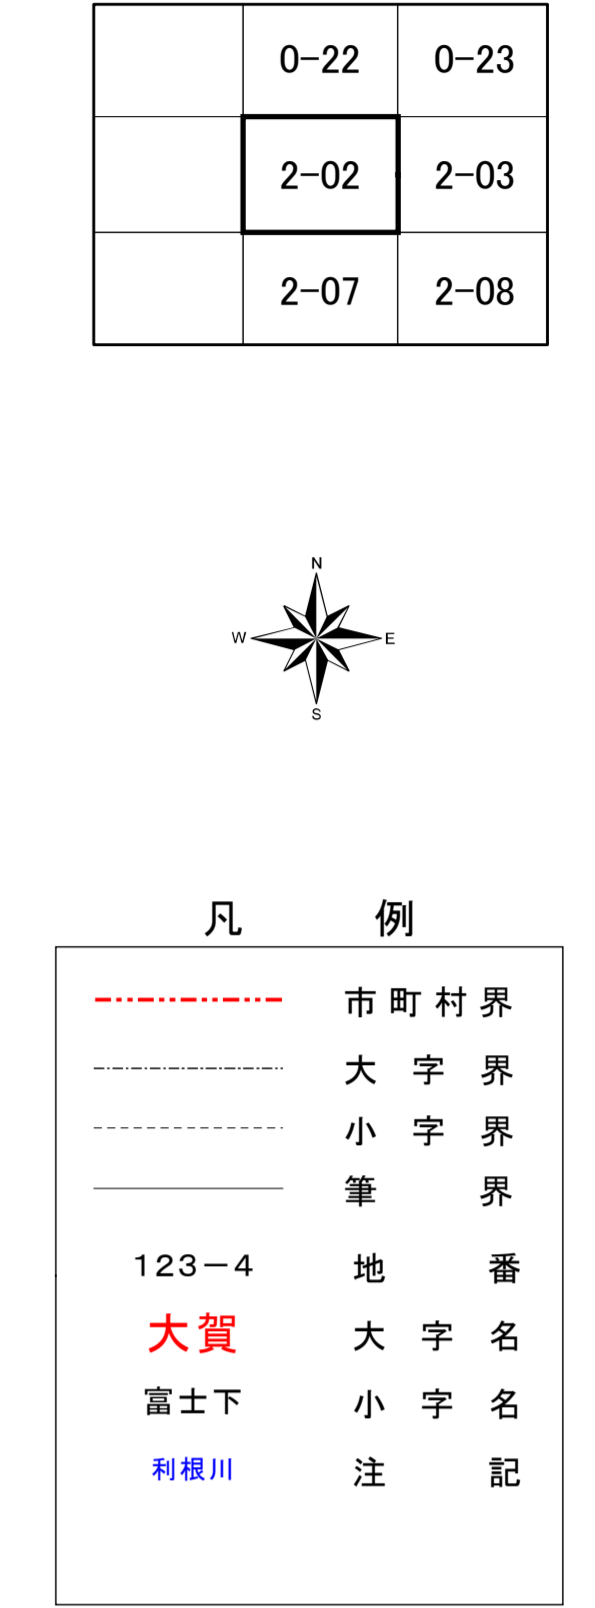 0-22 0-23
2-02 2-03
2-07 2-08
N
W E
S
凡例
市町村界
大字界
小字界
筆界
123-4 地番
大賀 大字名
富士下 小字名
利根川 注記